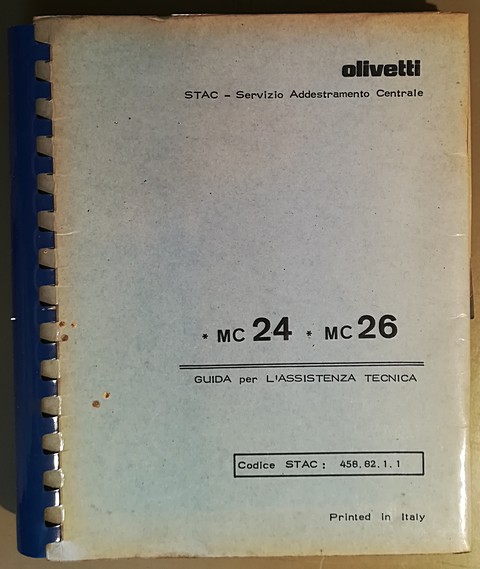 olivetti
STAC - Servizio Addestramento Centrale
* MC 24 * MC 26
GUIDA per L'ASSISTENZA TECNICA
Codice STAC: 458.82.1.1
Printed in Italy